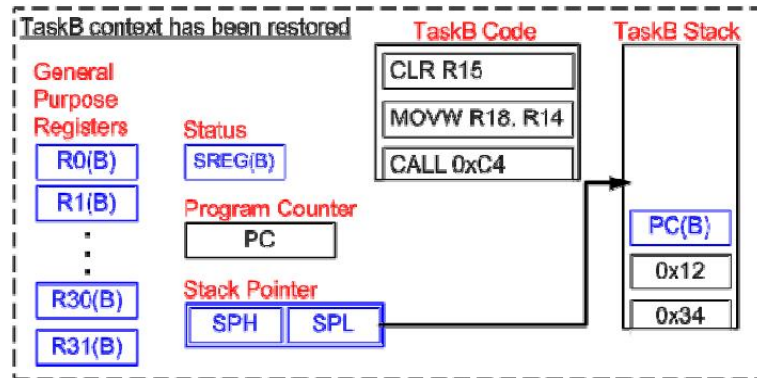 TaskB context has been restored
TaskB Code
TaskB Stack
General
Purpose
Registers
CLR R15
MOVW R18, R14
CALL 0xC4
Status
R0(B)
SREG(B)
R1(B)
Program Counter
PC
PC(B)
0x12
0x34
Stack Pointer
R30(B)
SPH
SPL
R31(B)